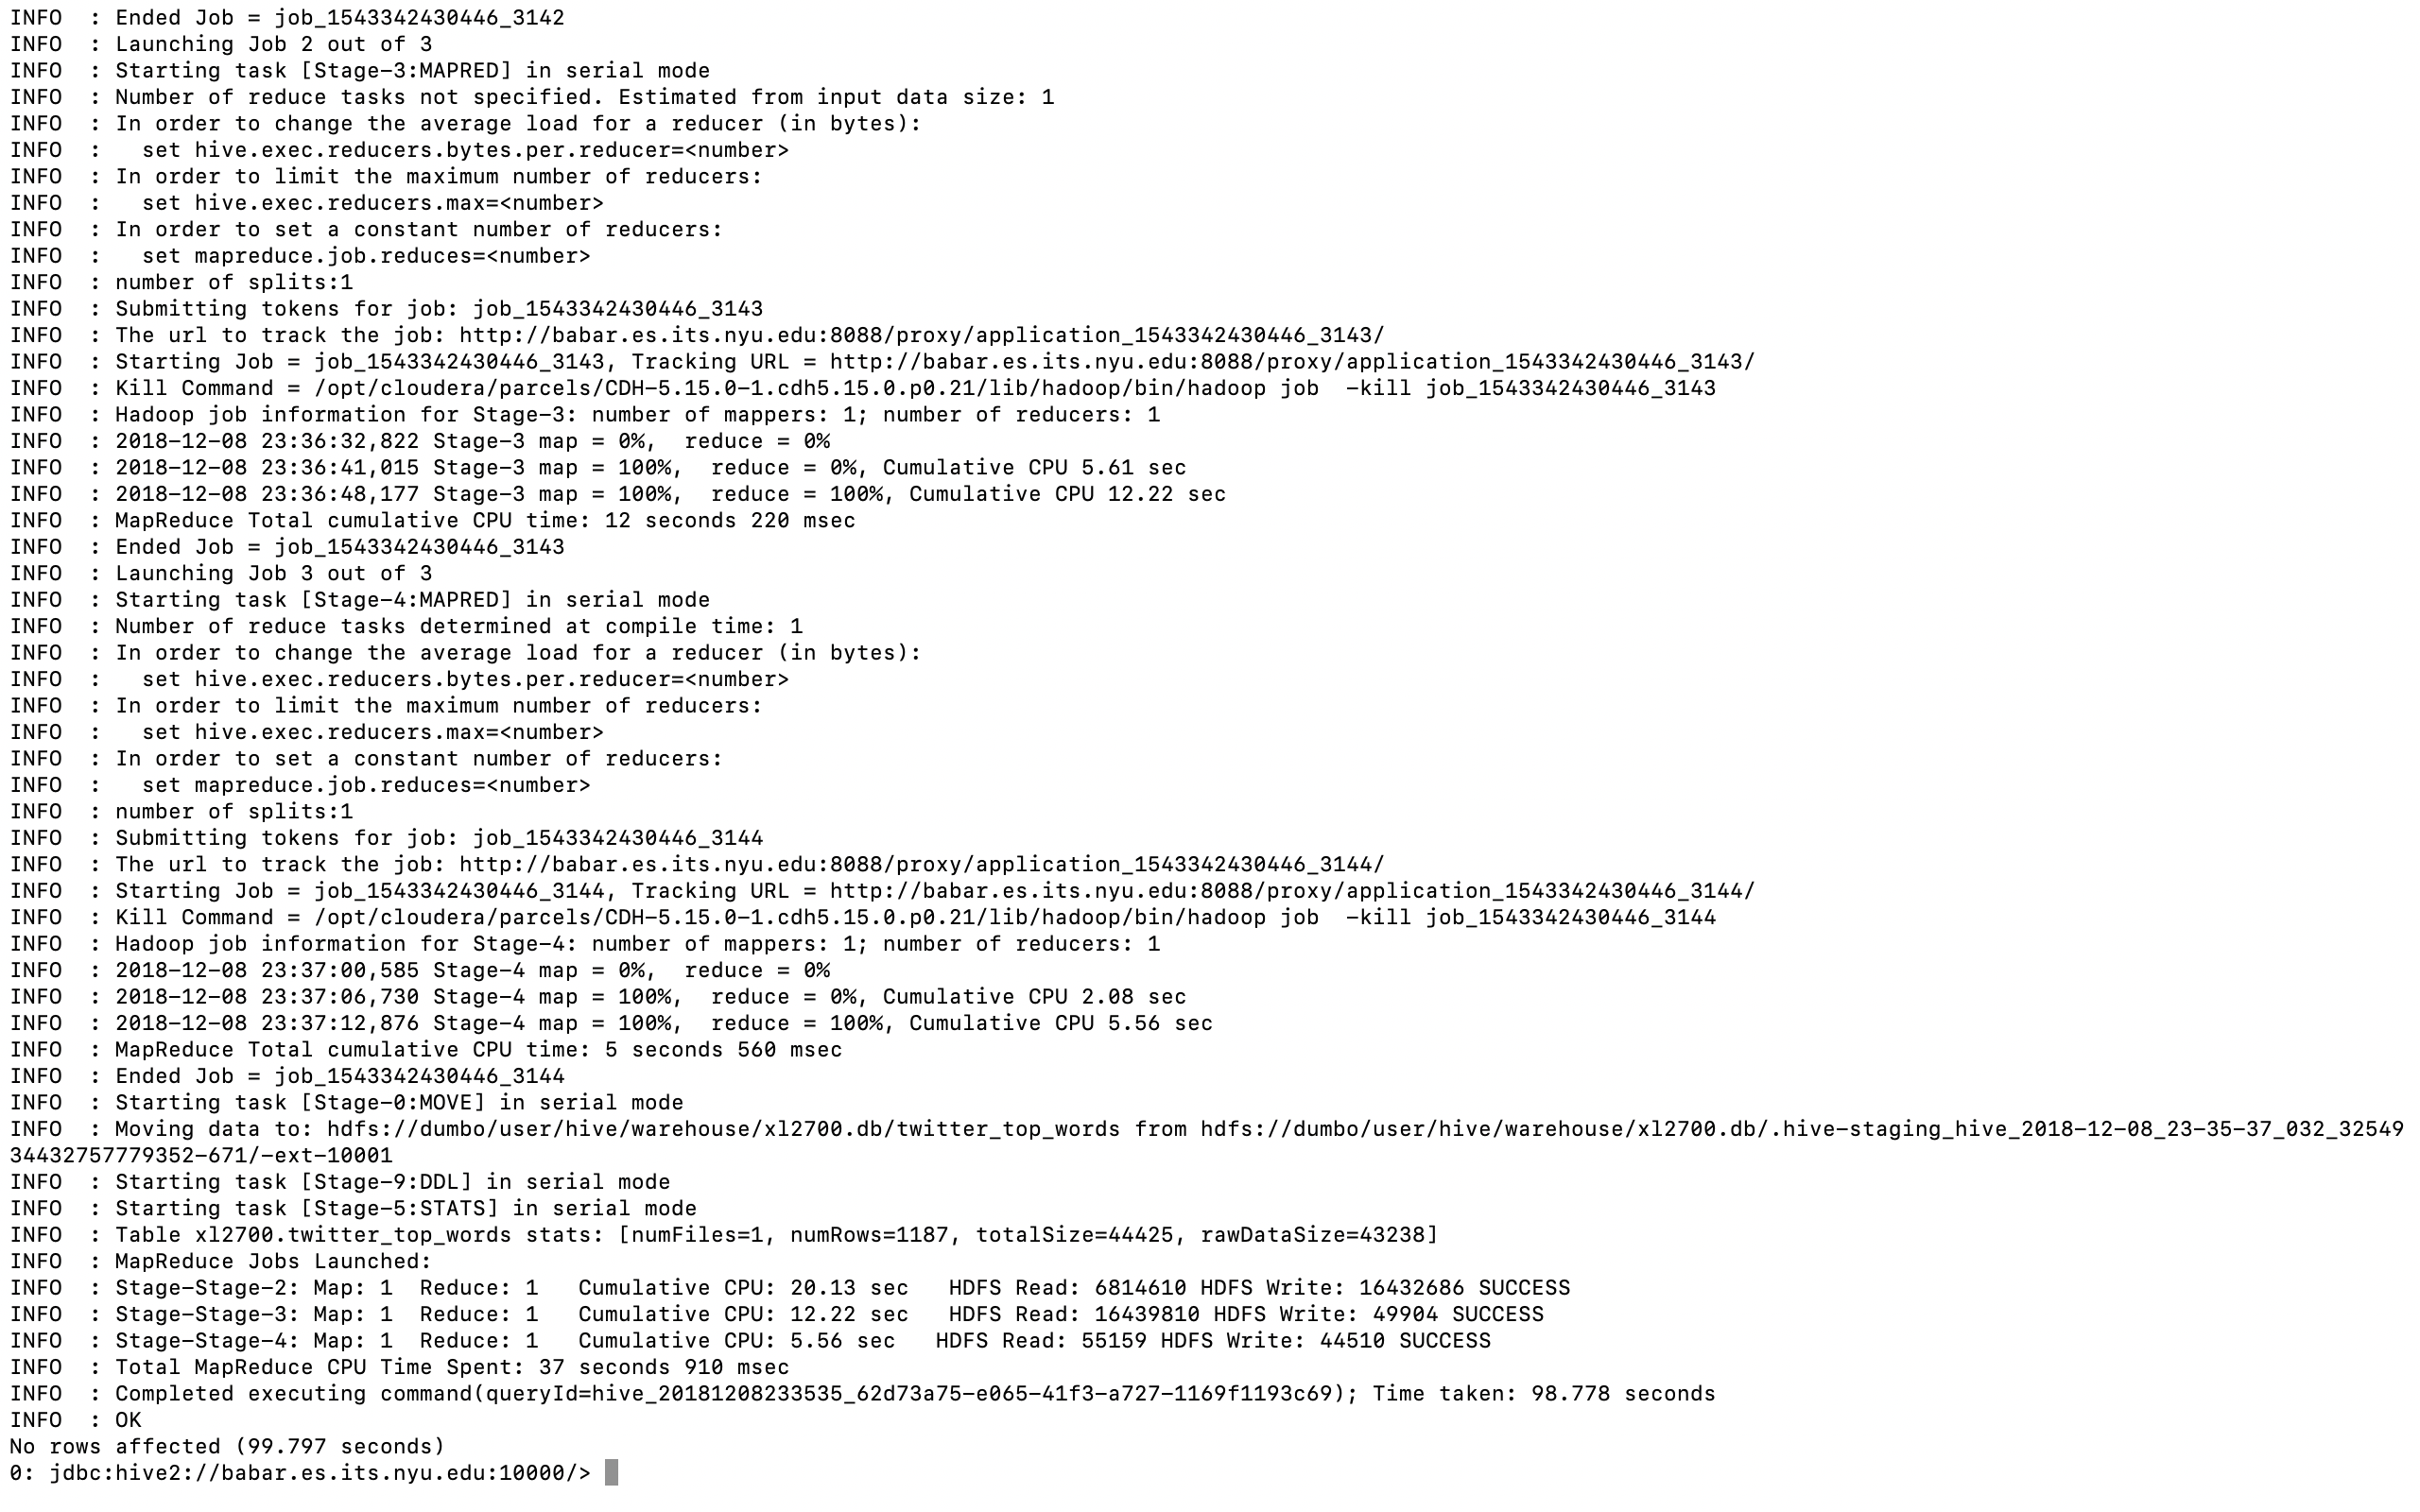 INFO  : Ended Job = job_1543342430446_3142
INFO  : Launching Job 2 out of 3
INFO  : Starting task [Stage-3:MAPRED] in serial mode
INFO  : Number of reduce tasks not specified. Estimated from input data size: 1
INFO  : In order to change the average load for a reducer (in bytes):
INFO  :   set hive.exec.reducers.bytes.per.reducer=<number>
INFO  : In order to limit the maximum number of reducers:
INFO  :   set hive.exec.reducers.max=<number>
INFO  : In order to set a constant number of reducers:
INFO  :   set mapreduce.job.reduces=<number>
INFO  : number of splits:1
INFO  : Submitting tokens for job: job_1543342430446_3143
INFO  : The url to track the job: http://babar.es.its.nyu.edu:8088/proxy/application_1543342430446_3143/
INFO  : Starting Job = job_1543342430446_3143, Tracking URL = http://babar.es.its.nyu.edu:8088/proxy/application_1543342430446_3143/
INFO  : Kill Command = /opt/cloudera/parcels/CDH-5.15.0-1.cdh5.15.0.p0.21/lib/hadoop/bin/hadoop job  -kill job_1543342430446_3143
INFO  : Hadoop job information for Stage-3: number of mappers: 1; number of reducers: 1
INFO  : 2018-12-08 23:36:32,822 Stage-3 map = 0%,  reduce = 0%
INFO  : 2018-12-08 23:36:41,015 Stage-3 map = 100%,  reduce = 0%, Cumulative CPU 5.61 sec
INFO  : 2018-12-08 23:36:48,177 Stage-3 map = 100%,  reduce = 100%, Cumulative CPU 12.22 sec
INFO  : MapReduce Total cumulative CPU time: 12 seconds 220 msec
INFO  : Ended Job = job_1543342430446_3143
INFO  : Launching Job 3 out of 3
INFO  : Starting task [Stage-4:MAPRED] in serial mode
INFO  : Number of reduce tasks determined at compile time: 1
INFO  : In order to change the average load for a reducer (in bytes):
INFO  :   set hive.exec.reducers.bytes.per.reducer=<number>
INFO  : In order to limit the maximum number of reducers:
INFO  :   set hive.exec.reducers.max=<number>
INFO  : In order to set a constant number of reducers:
INFO  :   set mapreduce.job.reduces=<number>
INFO  : number of splits:1
INFO  : Submitting tokens for job: job_1543342430446_3144
INFO  : The url to track the job: http://babar.es.its.nyu.edu:8088/proxy/application_1543342430446_3144/
INFO  : Starting Job = job_1543342430446_3144, Tracking URL = http://babar.es.its.nyu.edu:8088/proxy/application_1543342430446_3144/
INFO  : Kill Command = /opt/cloudera/parcels/CDH-5.15.0-1.cdh5.15.0.p0.21/lib/hadoop/bin/hadoop job  -kill job_1543342430446_3144
INFO  : Hadoop job information for Stage-4: number of mappers: 1; number of reducers: 1
INFO  : 2018-12-08 23:37:00,585 Stage-4 map = 0%,  reduce = 0%
INFO  : 2018-12-08 23:37:06,730 Stage-4 map = 100%,  reduce = 0%, Cumulative CPU 2.08 sec
INFO  : 2018-12-08 23:37:12,876 Stage-4 map = 100%,  reduce = 100%, Cumulative CPU 5.56 sec
INFO  : MapReduce Total cumulative CPU time: 5 seconds 560 msec
INFO  : Ended Job = job_1543342430446_3144
INFO  : Starting task [Stage-0:MOVE] in serial mode
INFO  : Moving data to: hdfs://dumbo/user/hive/warehouse/xl2700.db/twitter_top_words from hdfs://dumbo/user/hive/warehouse/xl2700.db/.hive-staging_hive_2018-12-08_23-35-37_032_32549
34432757779352-671/-ext-10001
INFO  : Starting task [Stage-9:DDL] in serial mode
INFO  : Starting task [Stage-5:STATS] in serial mode
INFO  : Table xl2700.twitter_top_words stats: [numFiles=1, numRows=1187, totalSize=44425, rawDataSize=43238]
INFO  : MapReduce Jobs Launched:
INFO  : Stage-Stage-2: Map: 1  Reduce: 1   Cumulative CPU: 20.13 sec   HDFS Read: 6814610 HDFS Write: 16432686 SUCCESS
INFO  : Stage-Stage-3: Map: 1  Reduce: 1   Cumulative CPU: 12.22 sec   HDFS Read: 16439810 HDFS Write: 49904 SUCCESS
INFO  : Stage-Stage-4: Map: 1  Reduce: 1   Cumulative CPU: 5.56 sec   HDFS Read: 55159 HDFS Write: 44510 SUCCESS
INFO  : Total MapReduce CPU Time Spent: 37 seconds 910 msec
INFO  : Completed executing command(queryId=hive_20181208233535_62d73a75-e065-41f3-a727-1169f1193c69); Time taken: 98.778 seconds
INFO  : OK
No rows affected (99.797 seconds)
0: jdbc:hive2://babar.es.its.nyu.edu:10000/>